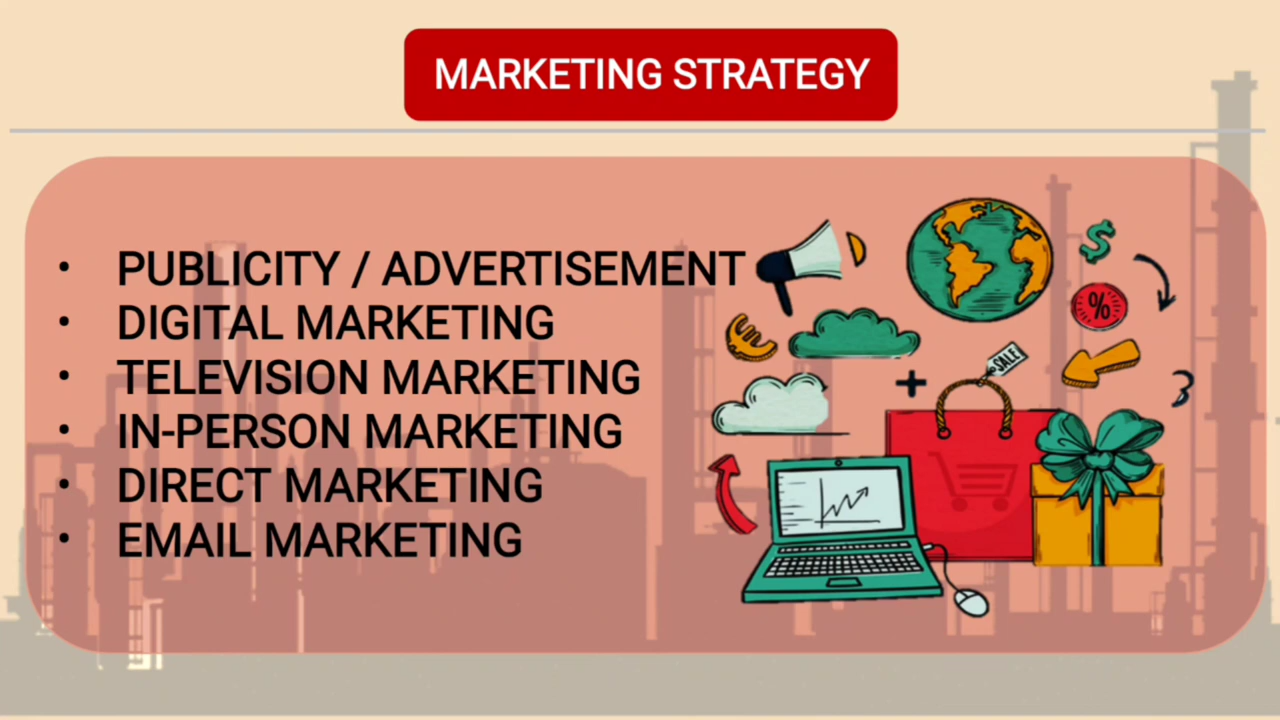 MARKETING STRATEGY
• PUBLICITY / ADVERTISEMENT
• DIGITAL MARKETING
• TELEVISION MARKETING
• IN-PERSON MARKETING
• DIRECT MARKETING
• EMAIL MARKETING
$
%
€
SALE
+